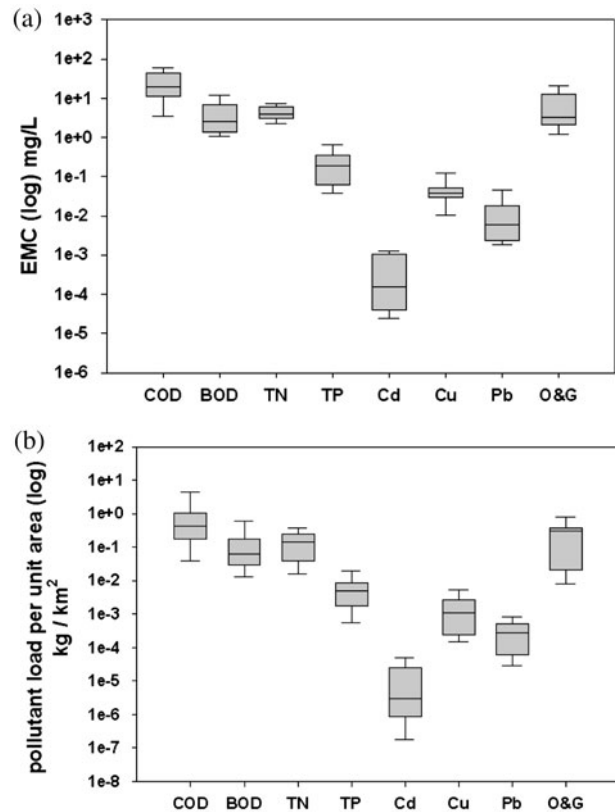 (a)
EMC (log) mg/L
1e+3
1e+2
1e+1
1e+0
1e-1
1e-2
1e-3
1e-4
1e-5
1e-6
COD BOD TN TP Cd Cu Pb O&G
(b)
pollutant load per unit area (log)
kg / km²
1e+2
1e+1
1e+0
1e-1
1e-2
1e-3
1e-4
1e-5
1e-6
1e-7
1e-8
COD BOD TN TP Cd Cu Pb O&G